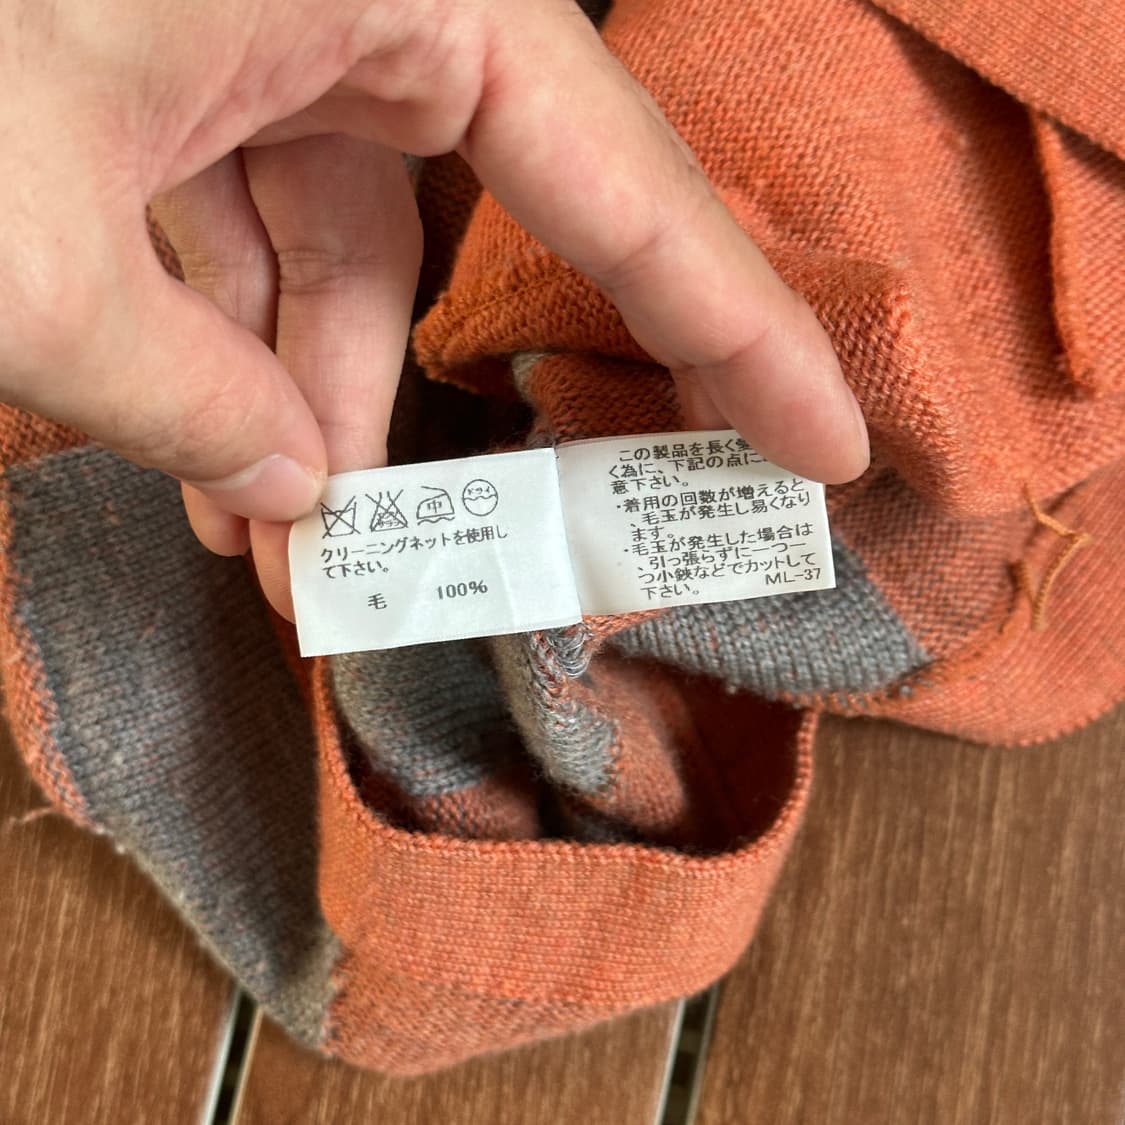 中 ドライ
クリーニングネットを使用し
て下さい。
毛 100%
この製品を長く
く為に、下記の点に
意下さい。
・着用の回数が増えると
、毛玉が発生し易くなり
ます。
・毛玉が発生した場合は
、引っ張らずに一つ一
つ小鋏などでカットして
下さい。 ML-37